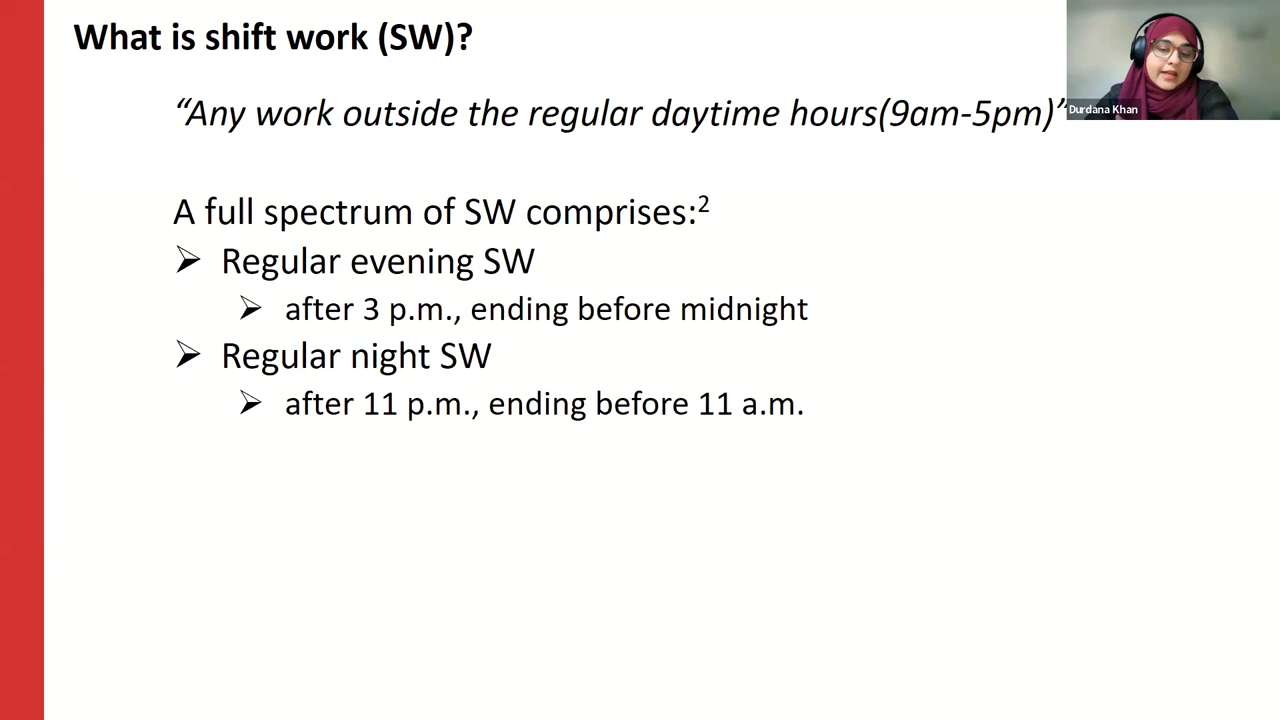 What is shift work (SW)?
“Any work outside the regular daytime hours(9am-5pm)”
Durdana Khan
A full spectrum of SW comprises:²
➢ Regular evening SW
➢ after 3 p.m., ending before midnight
➢ Regular night SW
➢ after 11 p.m., ending before 11 a.m.